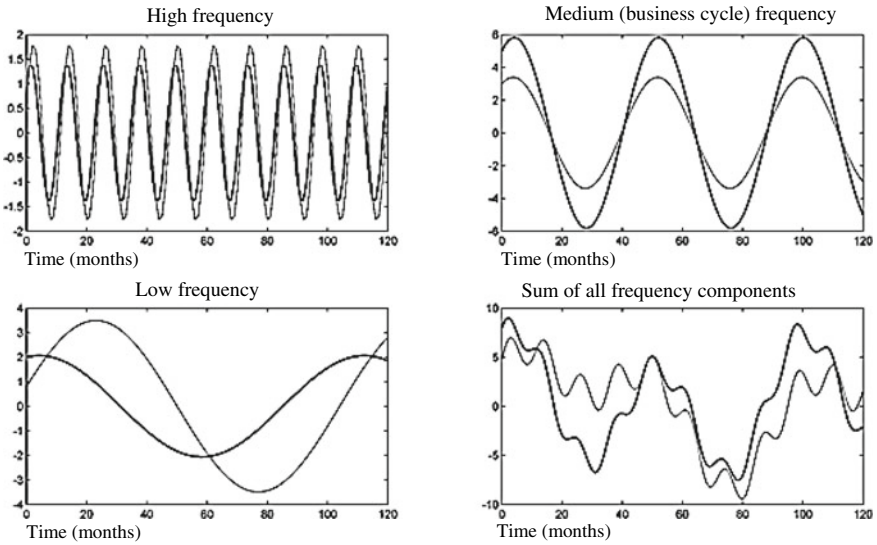 High frequency
2
1.5
1
0.5
0
-0.5
-1
-1.5
-2
0 20 40 60 80 100 120
Time (months)
Medium (business cycle) frequency
6
4
2
0
-2
-4
-6
0 20 40 60 80 100 120
Time (months)
Low frequency
4
3
2
1
0
-1
-2
-3
-4
0 20 40 60 80 100 120
Time (months)
Sum of all frequency components
10
5
0
-5
-10
0 20 40 60 80 100 120
Time (months)